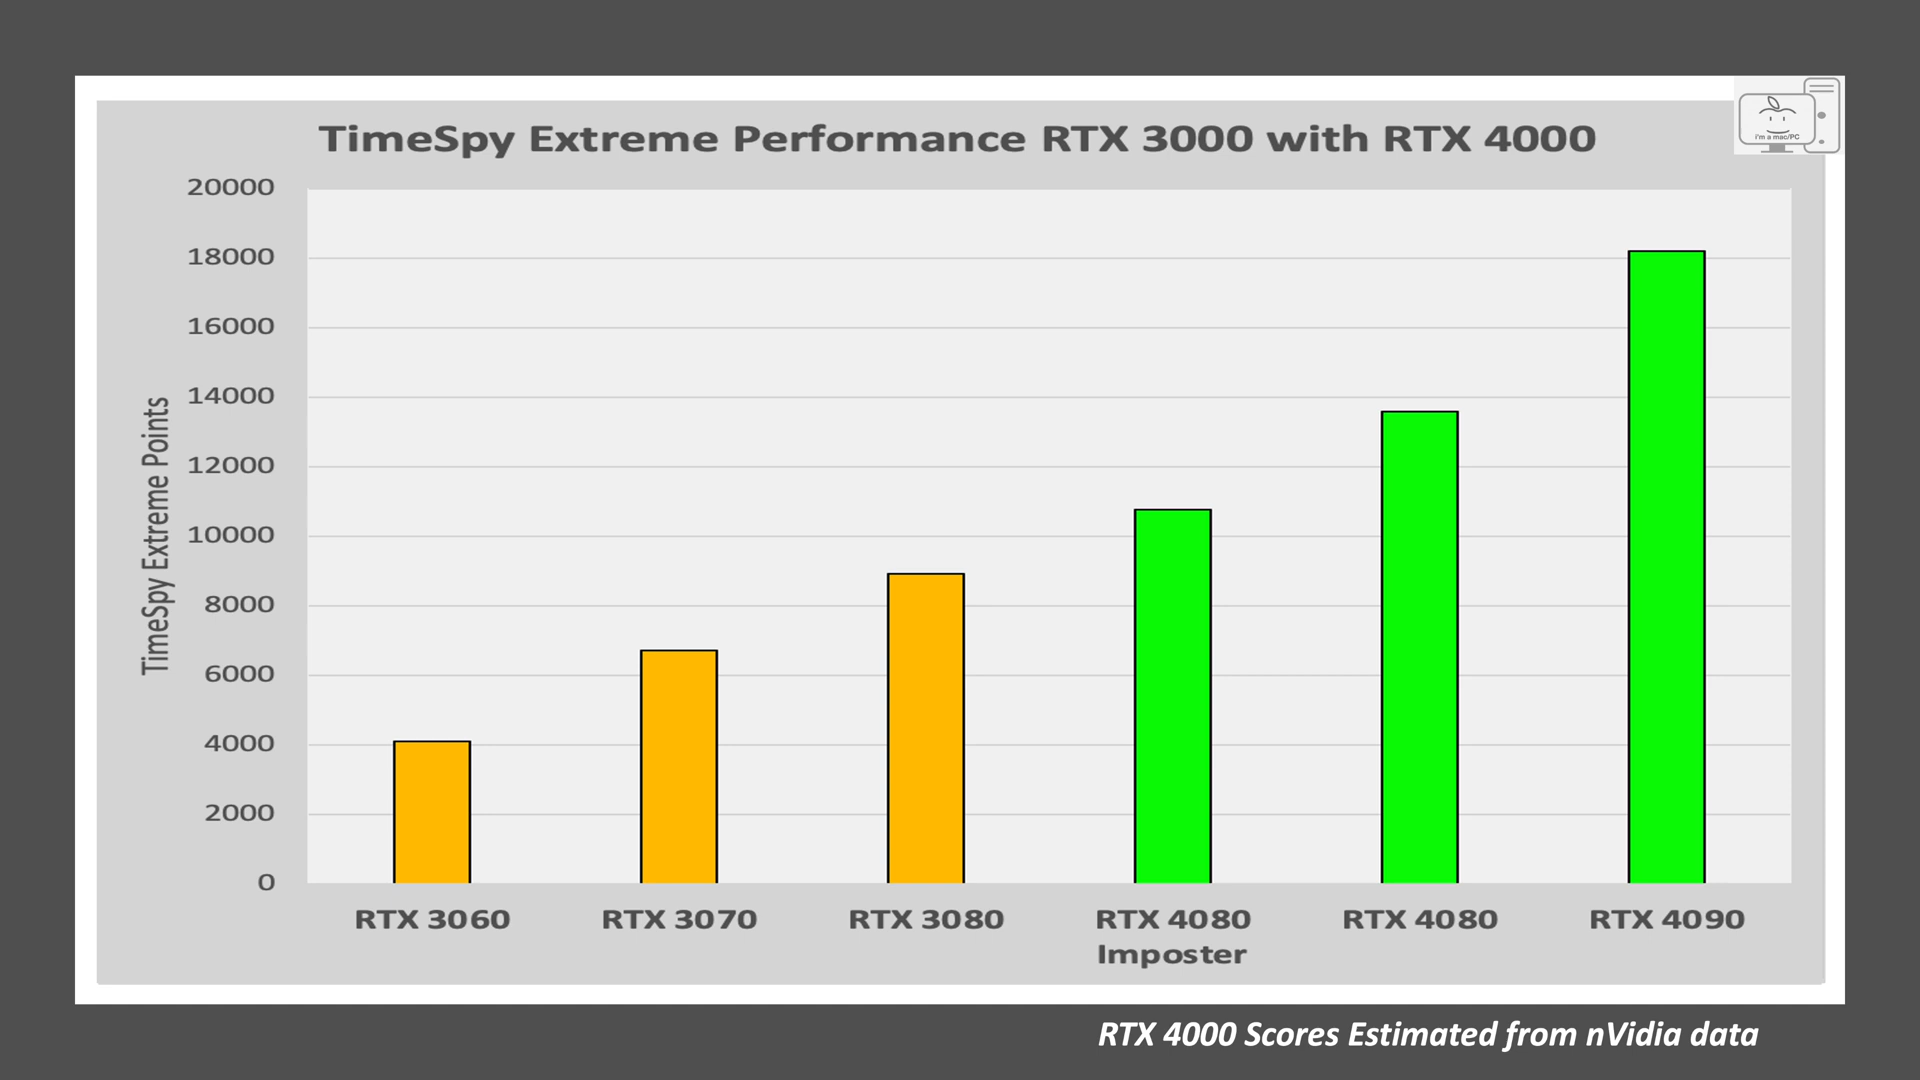 TimeSpy Extreme Performance RTX 3000 with RTX 4000
i'm a mac/PC
TimeSpy Extreme Points
20000
18000
16000
14000
12000
10000
8000
6000
4000
2000
0
RTX 3060
RTX 3070
RTX 3080
RTX 4080
Imposter
RTX 4080
RTX 4090
RTX 4000 Scores Estimated from nVidia data